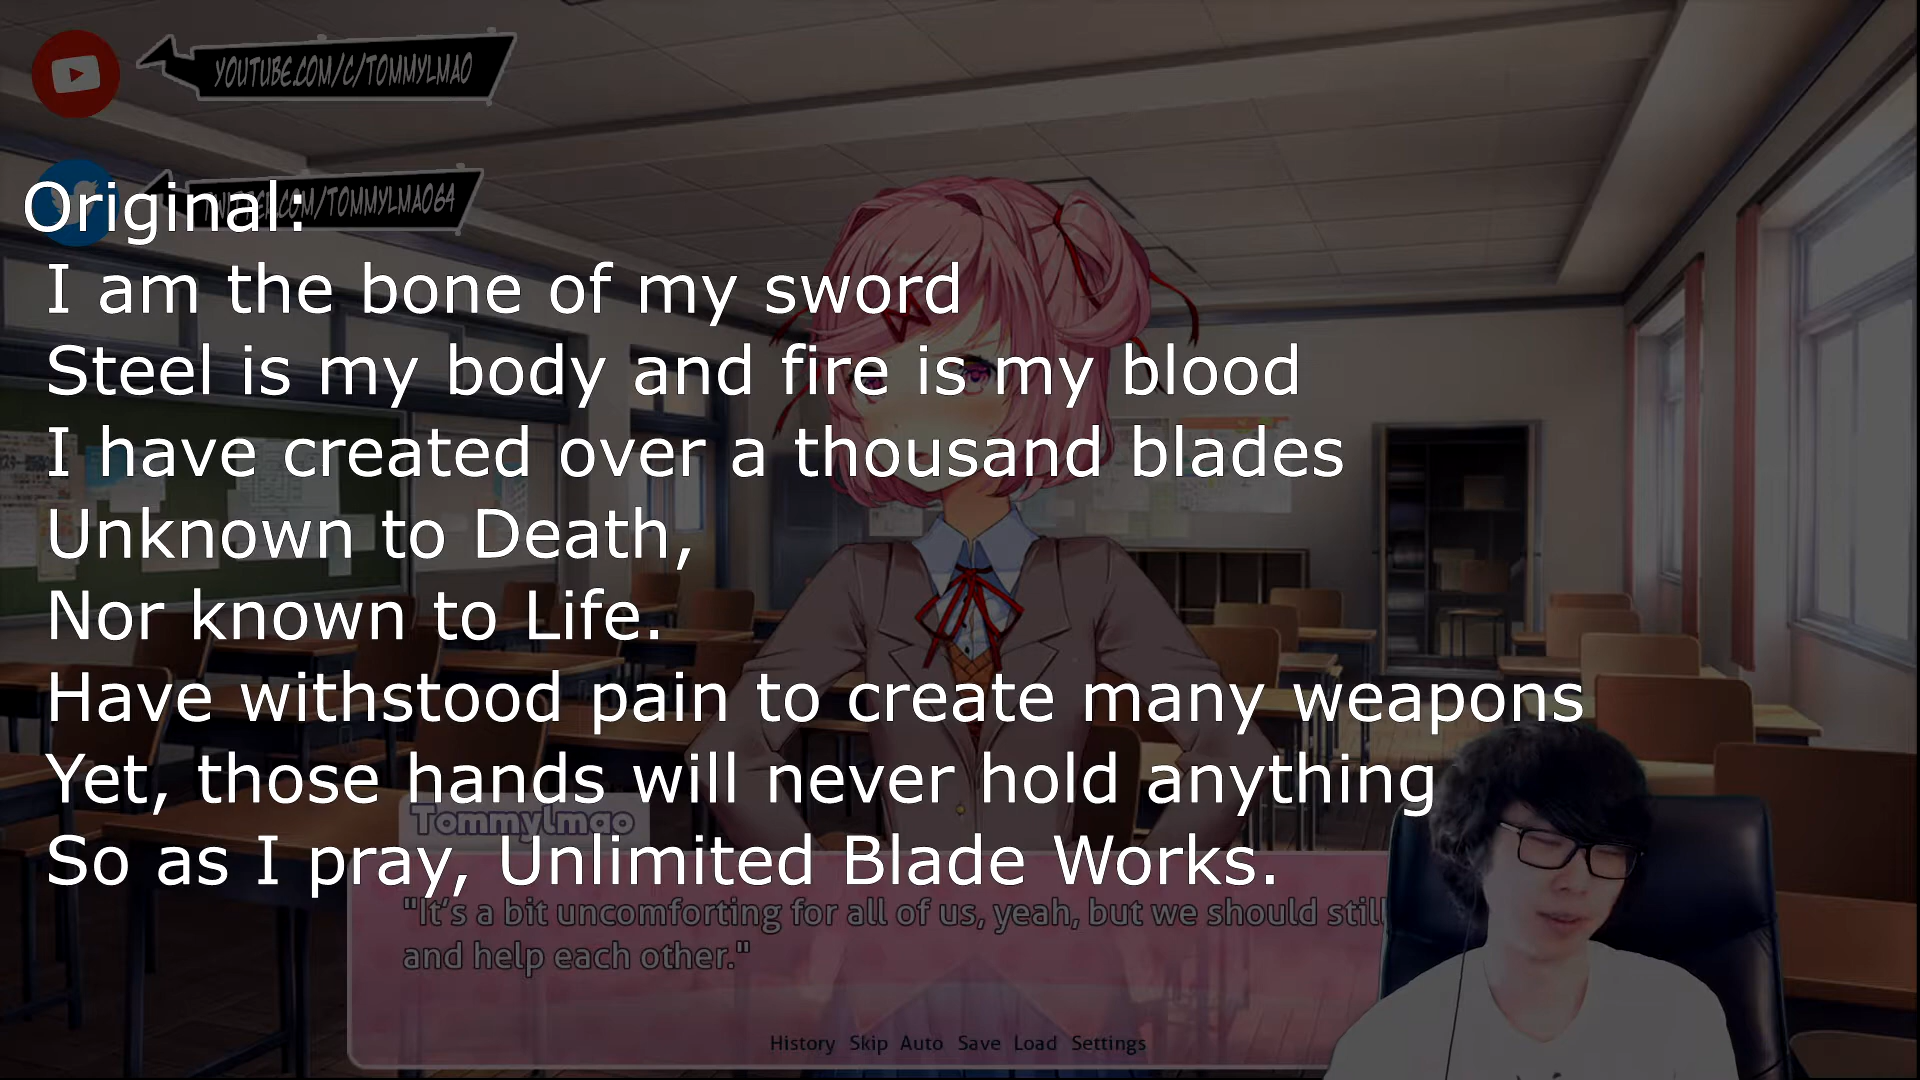 YOUTUBE.COM/C/TOMMYLMAO
TWITTER.COM/TOMMYLMAO64
Original:
I am the bone of my sword
Steel is my body and fire is my blood
I have created over a thousand blades
Unknown to Death,
Nor known to Life.
Have withstood pain to create many weapons
Yet, those hands will never hold anything
So as I pray, Unlimited Blade Works.
Tommylmao
"It's a bit uncomforting for all of us, yeah, but we should still
and help each other."
History Skip Auto Save Load Settings